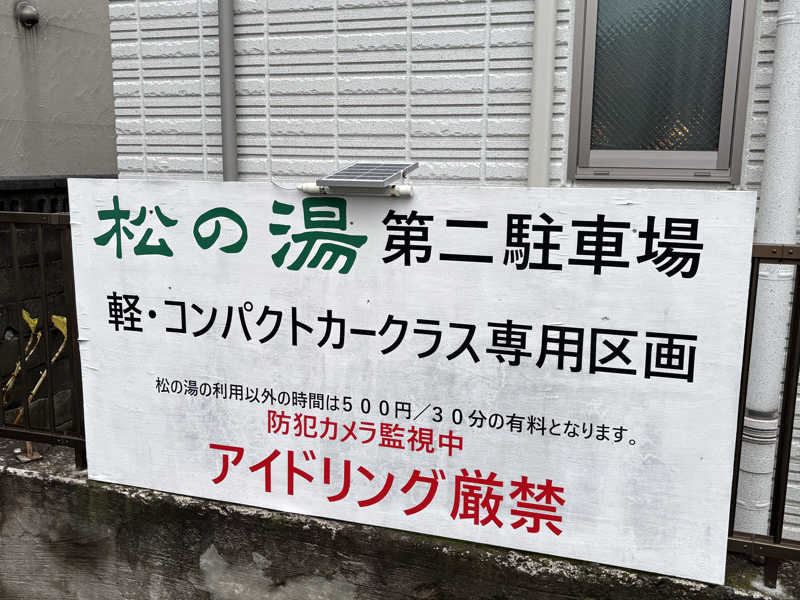 松の湯 第二駐車場
軽・コンパクトカークラス専用区画
松の湯の利用以外の時間は５００円／３０分の有料となります。
防犯カメラ監視中
アイドリング厳禁